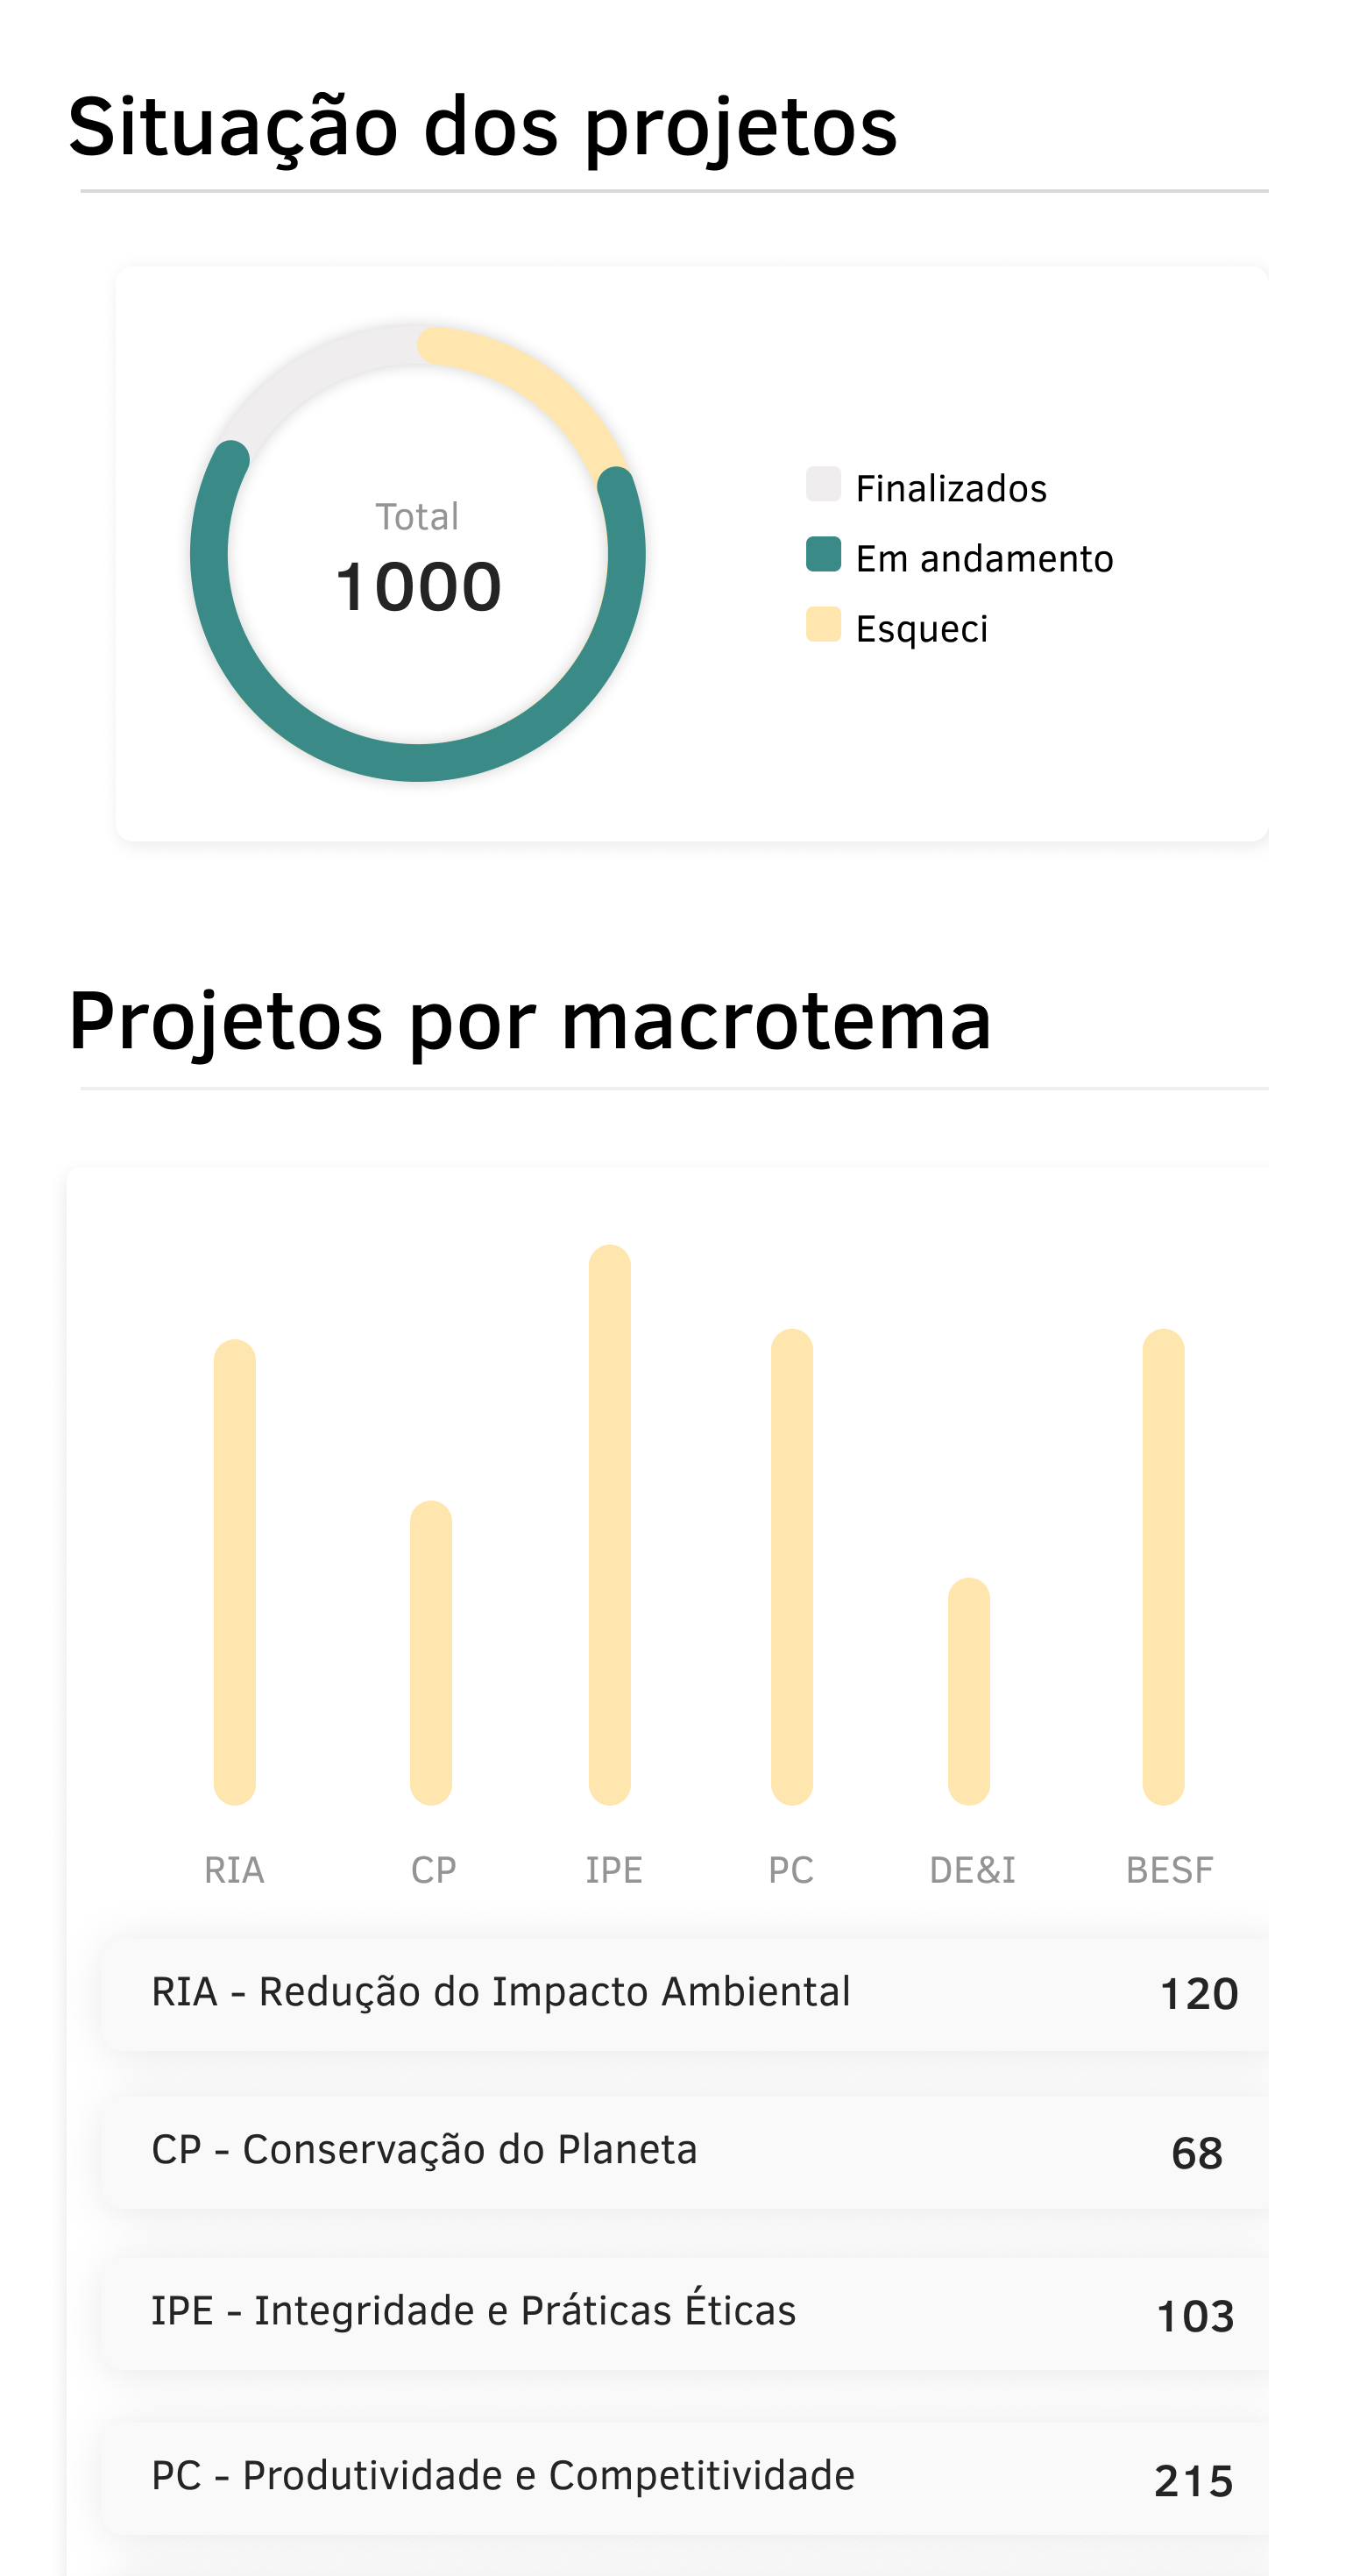 Situação dos projetos
Total
1000
Finalizados
Em andamento
Esqueci
Projetos por macrotema
RIA CP IPE PC DE&I BESF
RIA - Redução do Impacto Ambiental 120
CP - Conservação do Planeta 68
IPE - Integridade e Práticas Éticas 103
PC - Produtividade e Competitividade 215